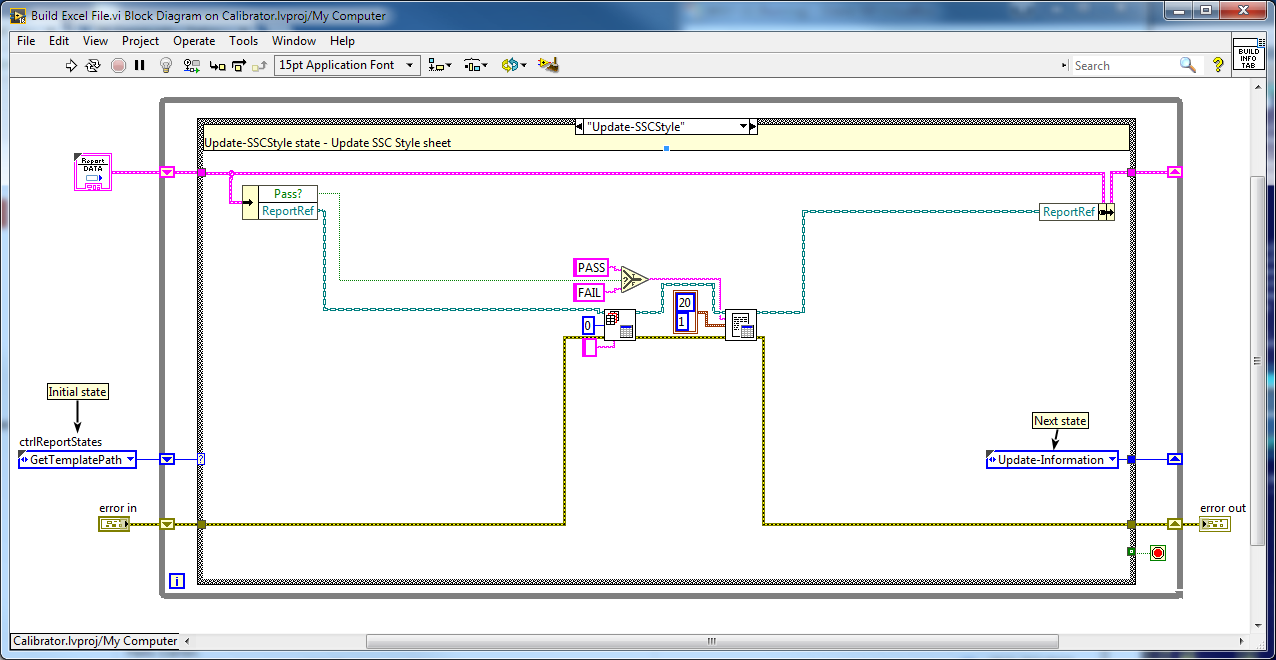 Build Excel File.vi Block Diagram on Calibrator.lvproj/My Computer
File Edit View Project Operate Tools Window Help
15pt Application Font
Search
?
BUILD
INFO
TAB
"Update-SSCStyle"
Update-SSCStyle state - Update SSC Style sheet
Report
DATA
Pass?
ReportRef
ReportRef
PASS
FAIL
?
T
F
20
1
0
Initial state
ctrlReportStates
GetTemplatePath
?
Next state
Update-Information
error in
error out
i
Calibrator.lvproj/My Computer